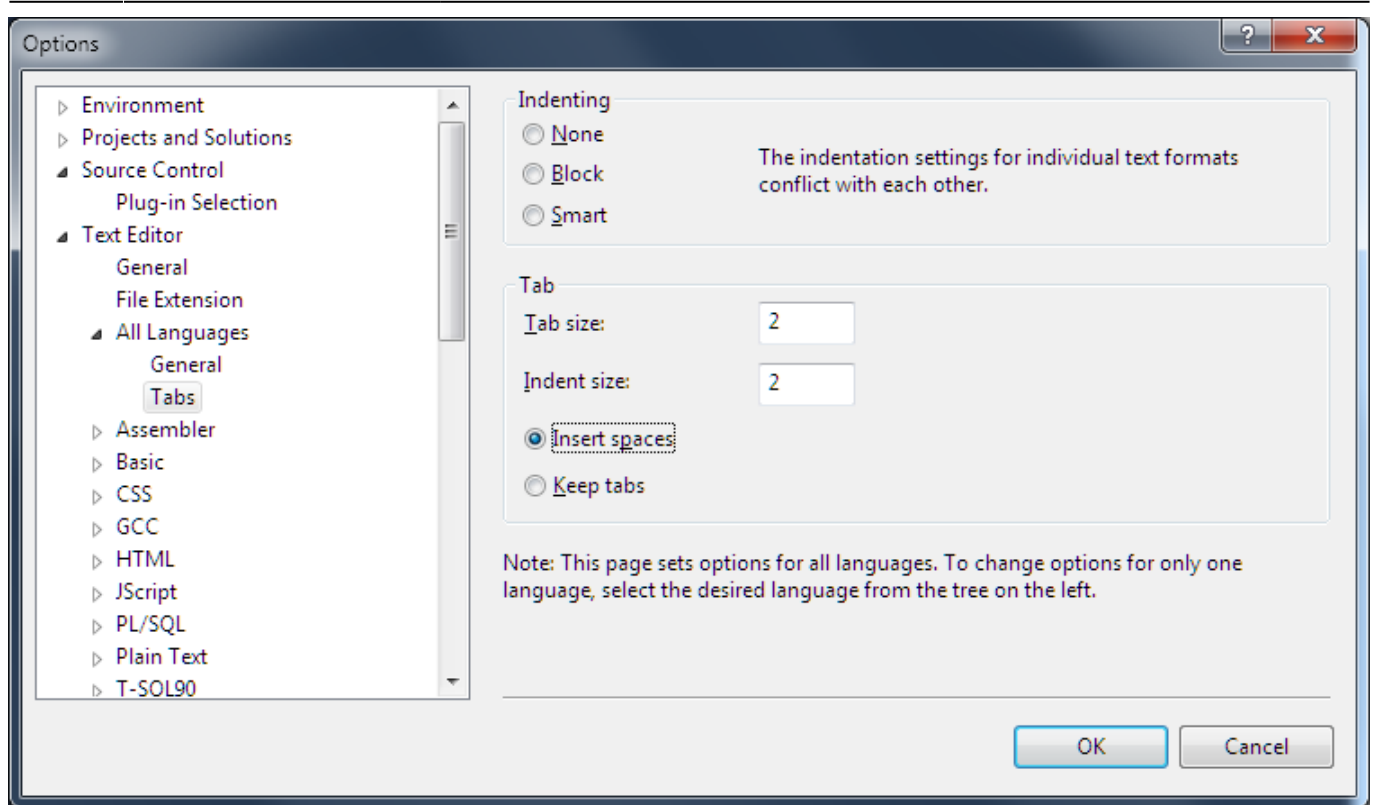 Options
?
X
Environment
Projects and Solutions
Source Control
Plug-in Selection
Text Editor
General
File Extension
All Languages
General
Tabs
Assembler
Basic
CSS
GCC
HTML
JScript
PL/SQL
Plain Text
T-SQL90
Indenting
None
Block
Smart
The indentation settings for individual text formats
conflict with each other.
Tab
Tab size: 2
Indent size: 2
Insert spaces
Keep tabs
Note: This page sets options for all languages. To change options for only one
language, select the desired language from the tree on the left.
OK Cancel